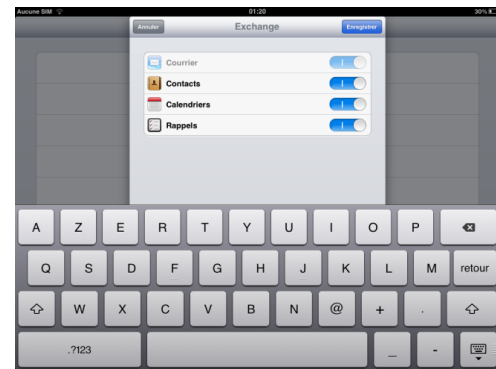 Aucune SIM 01:20 30%
Annuler Exchange Enregistrer
Courrier
Contacts
Calendriers
Rappels
A Z E R T Y U I O P
Q S D F G H J K L M retour
W X C V B N @ + .
.?123 _ -